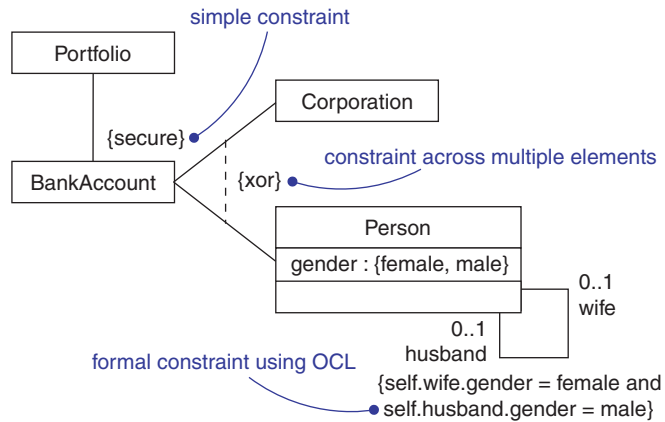 simple constraint
Portfolio
Corporation
{secure}
constraint across multiple elements
BankAccount
{xor}
Person
gender : {female, male}
0..1
wife
0..1
husband
formal constraint using OCL
{self.wife.gender = female and
self.husband.gender = male}